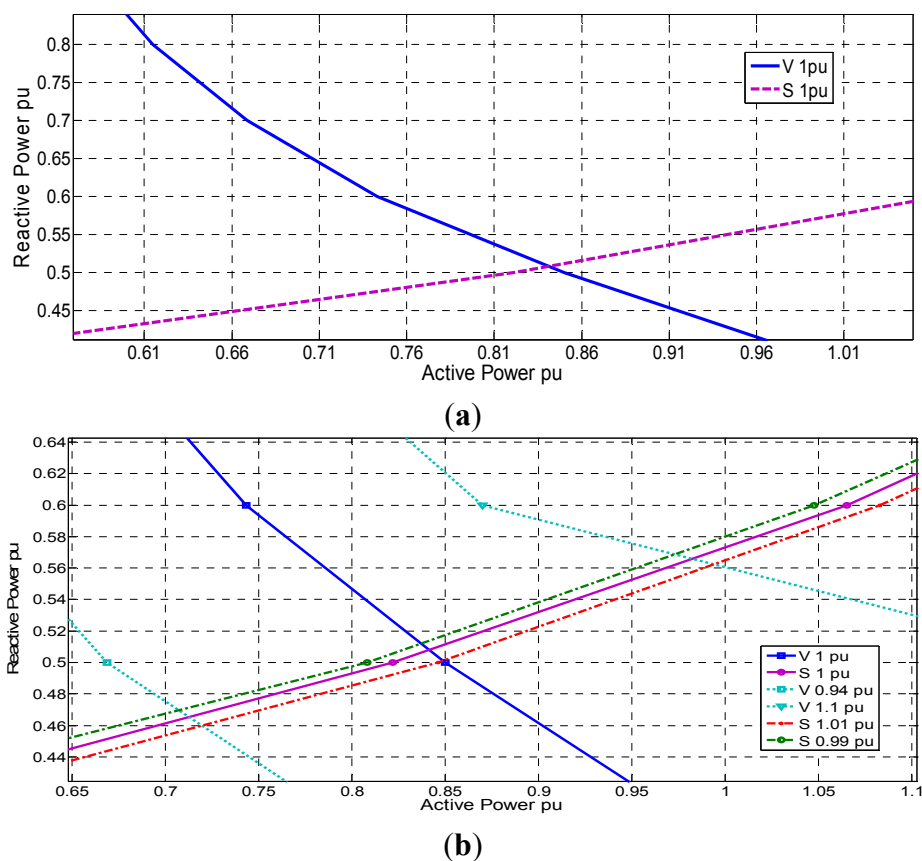 0.8
0.75
0.7
0.65
0.6
0.55
0.5
0.45
Reactive Power pu
V 1pu
S 1pu
0.61 0.66 0.71 0.76 0.81 0.86 0.91 0.96 1.01
Active Power pu
(a)
0.64
0.62
0.6
0.58
0.56
0.54
0.52
0.5
0.48
0.46
0.44
Reactive Power pu
V 1 pu
S 1 pu
V 0.94 pu
V 1.1 pu
S 1.01 pu
S 0.99 pu
0.65 0.7 0.75 0.8 0.85 0.9 0.95 1 1.05 1.1
Active Power pu
(b)